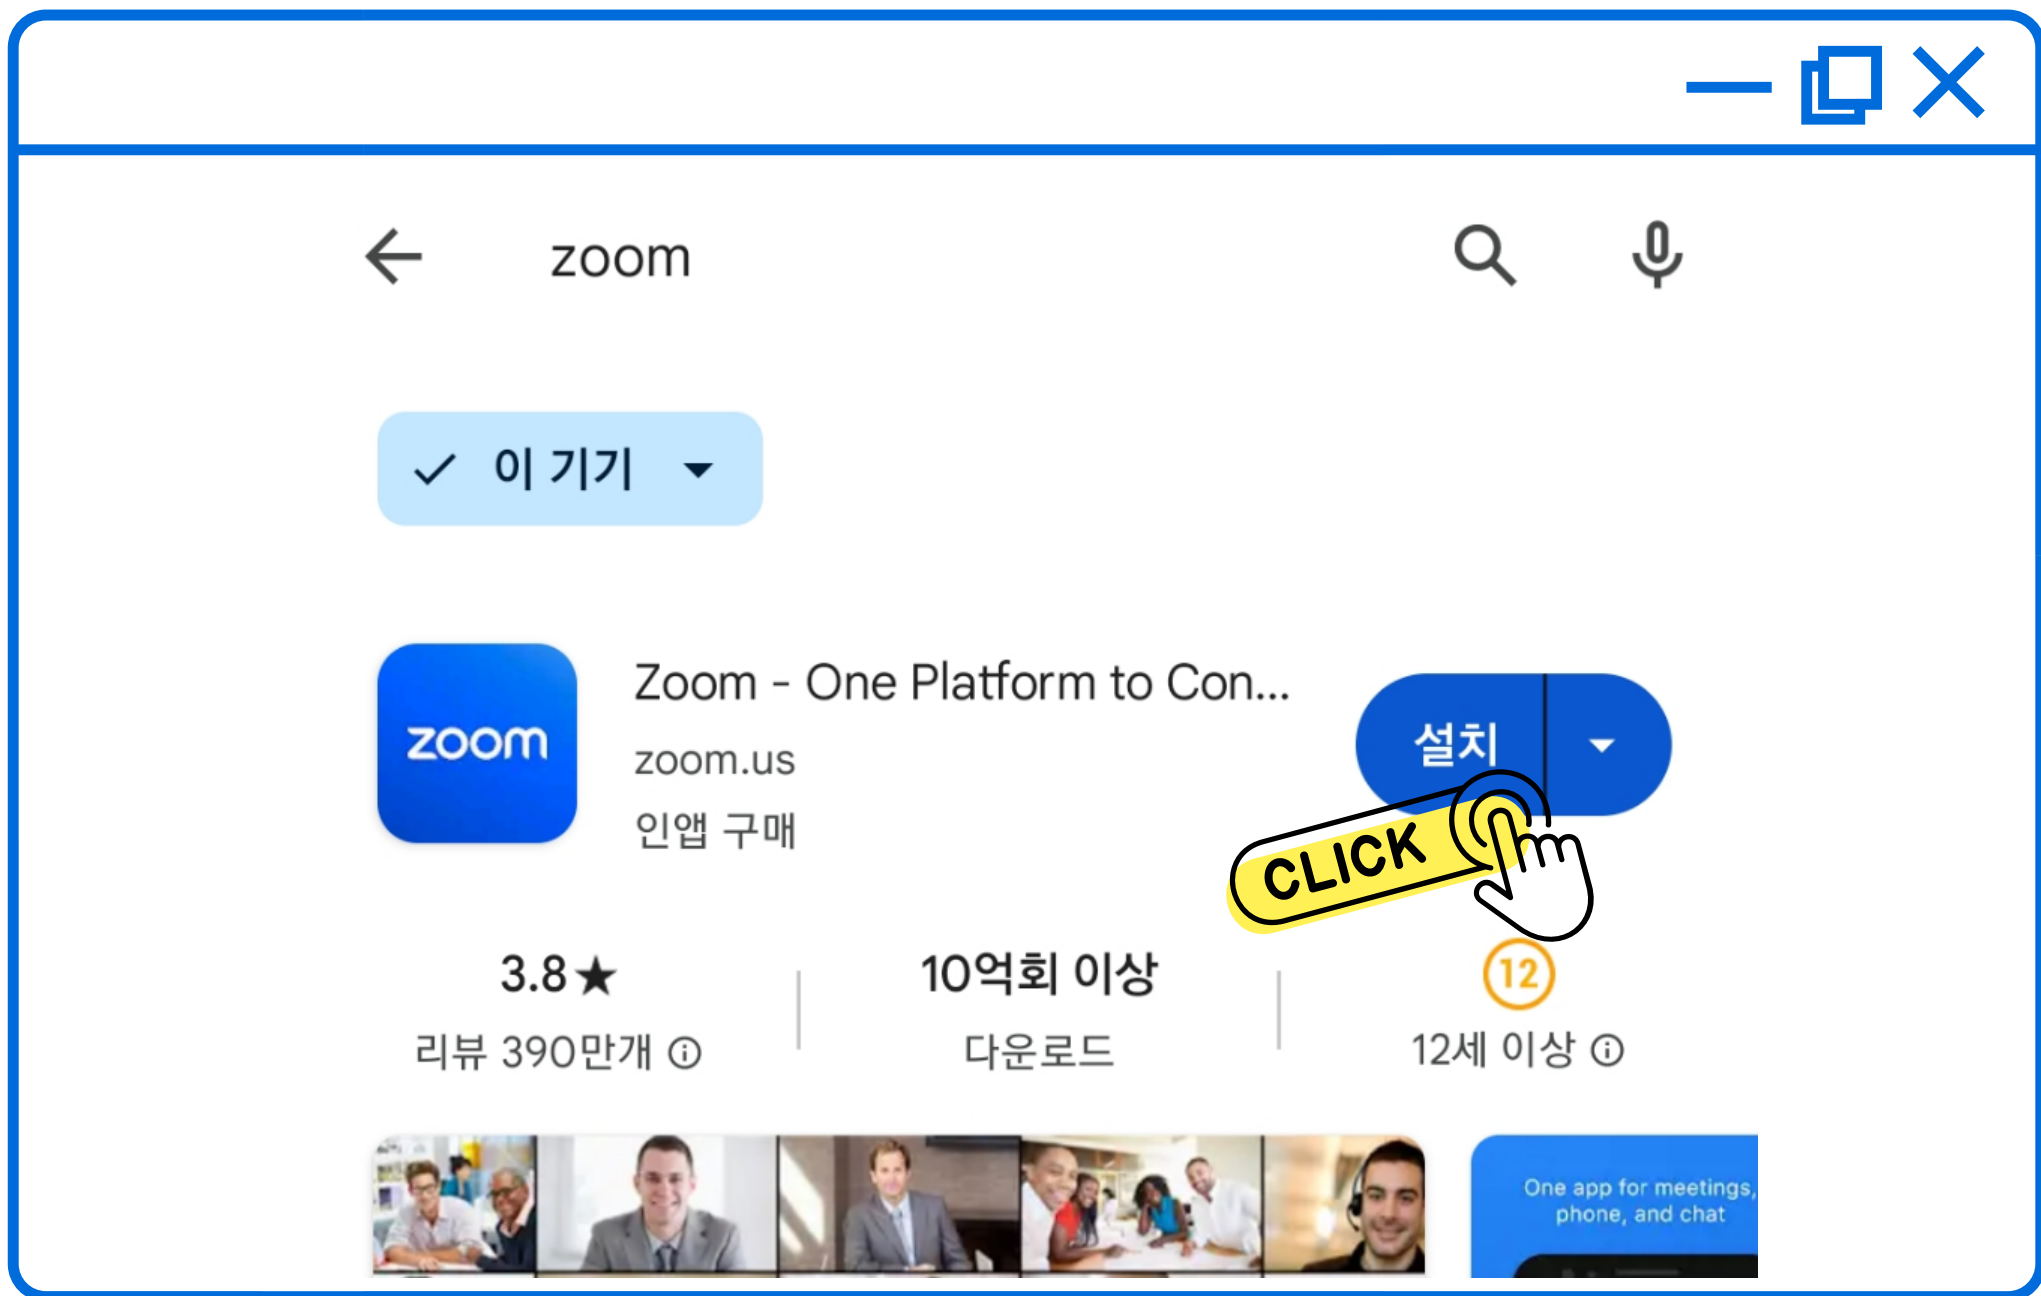 zoom
이 기기
zoom
Zoom - One Platform to Con...
zoom.us
인앱 구매
설치
CLICK
3.8★
리뷰 390만개
10억회 이상
다운로드
12
12세 이상
One app for meetings,
phone, and chat